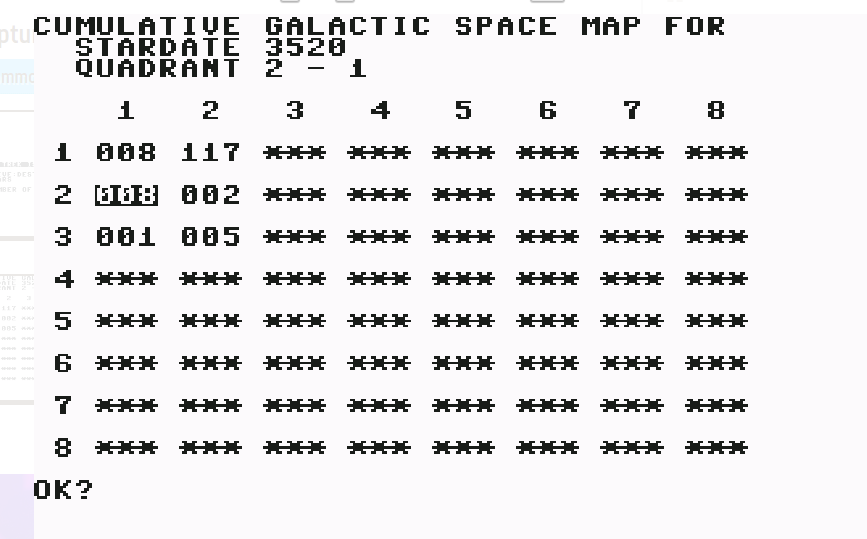 CUMULATIVE GALACTIC SPACE MAP FOR
STARDATE 3520
QUADRANT 2 - 1
1 2 3 4 5 6 7 8
1 008 117 *** *** *** *** *** ***
2 002 *** *** *** *** *** ***
3 001 005 *** *** *** *** *** ***
4 *** *** *** *** *** *** *** ***
5 *** *** *** *** *** *** *** ***
6 *** *** *** *** *** *** *** ***
7 *** *** *** *** *** *** *** ***
8 *** *** *** *** *** *** *** ***
OK?